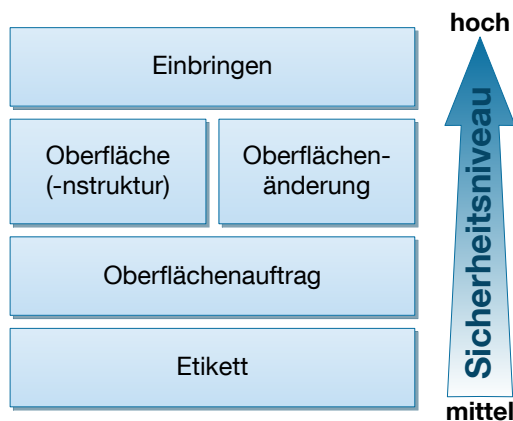 hoch
Einbringen
Oberfläche
(-nstruktur)
Oberflächen-
änderung
Oberflächenauftrag
Etikett
Sicherheitsniveau
mittel